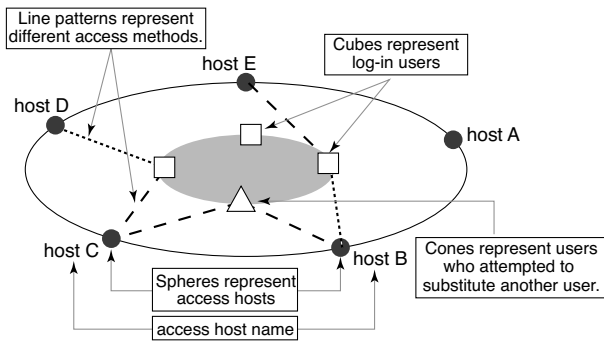 Line patterns represent
different access methods.
Cubes represent
log-in users
host E
host D
host A
host C
host B
Spheres represent
access hosts
access host name
Cones represent users
who attempted to
substitute another user.